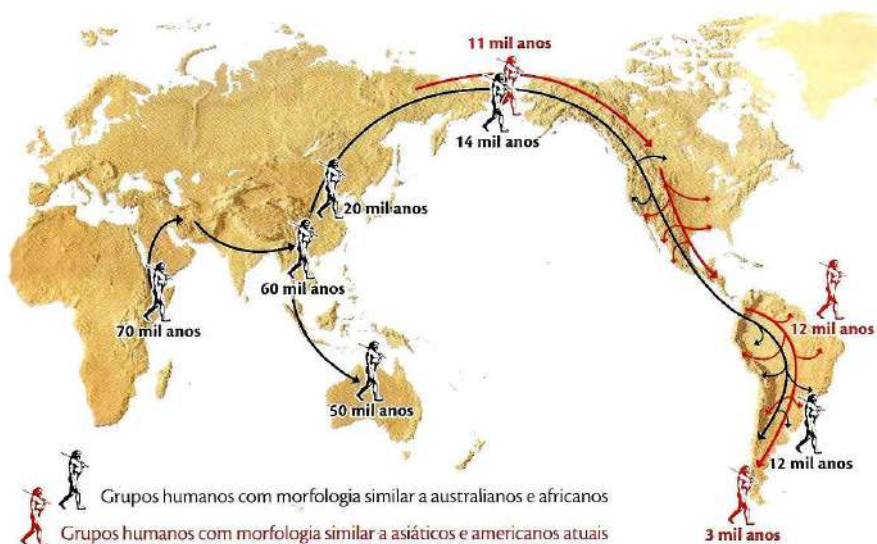 11 mil anos
14 mil anos
20 mil anos
60 mil anos
70 mil anos
50 mil anos
12 mil anos
12 mil anos
3 mil anos
Grupos humanos com morfologia similar a australianos e africanos
Grupos humanos com morfologia similar a asiáticos e americanos atuais